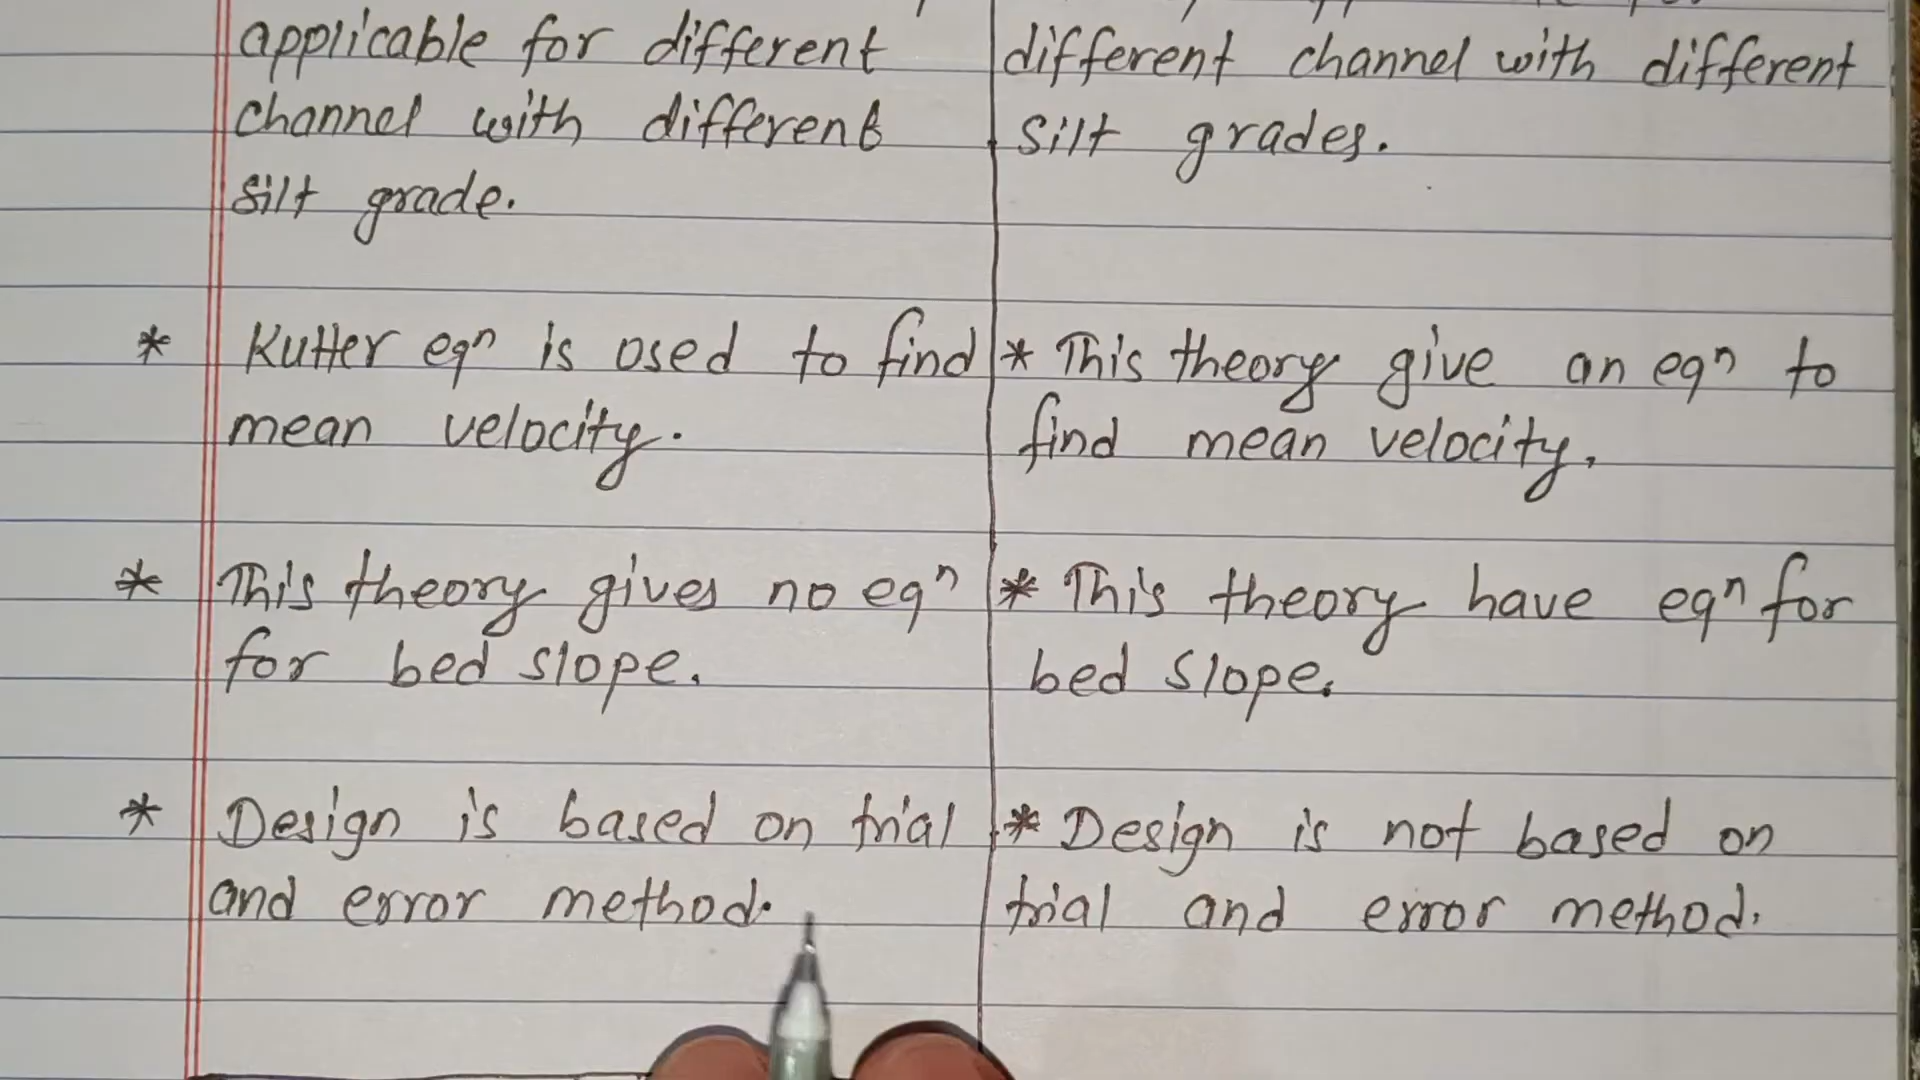 applicable for different
channel with different
silt grade.
* Kutter eqⁿ is used to find
mean velocity.
* This theory gives no eqⁿ
for bed slope.
* Design is based on trial
and error method.
different channel with different
silt grades.
* This theory give an eqⁿ to
find mean velocity.
* This theory have eqⁿ for
bed slope.
* Design is not based on
trial and error method.